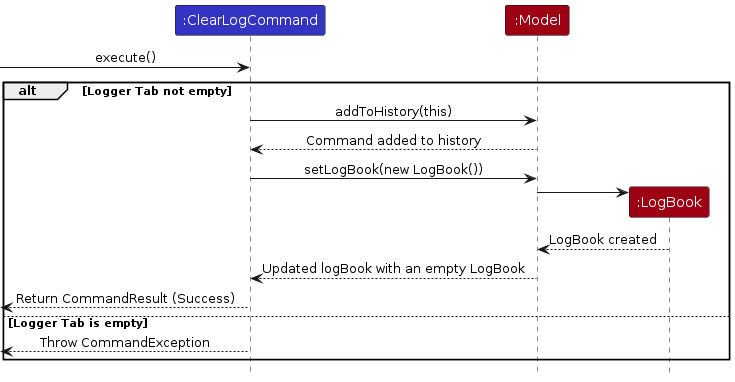 :ClearLogCommand
:Model
execute()
alt
[Logger Tab not empty]
addToHistory(this)
Command added to history
setLogBook(new LogBook())
:LogBook
LogBook created
Updated logBook with an empty LogBook
Return CommandResult (Success)
[Logger Tab is empty]
Throw CommandException